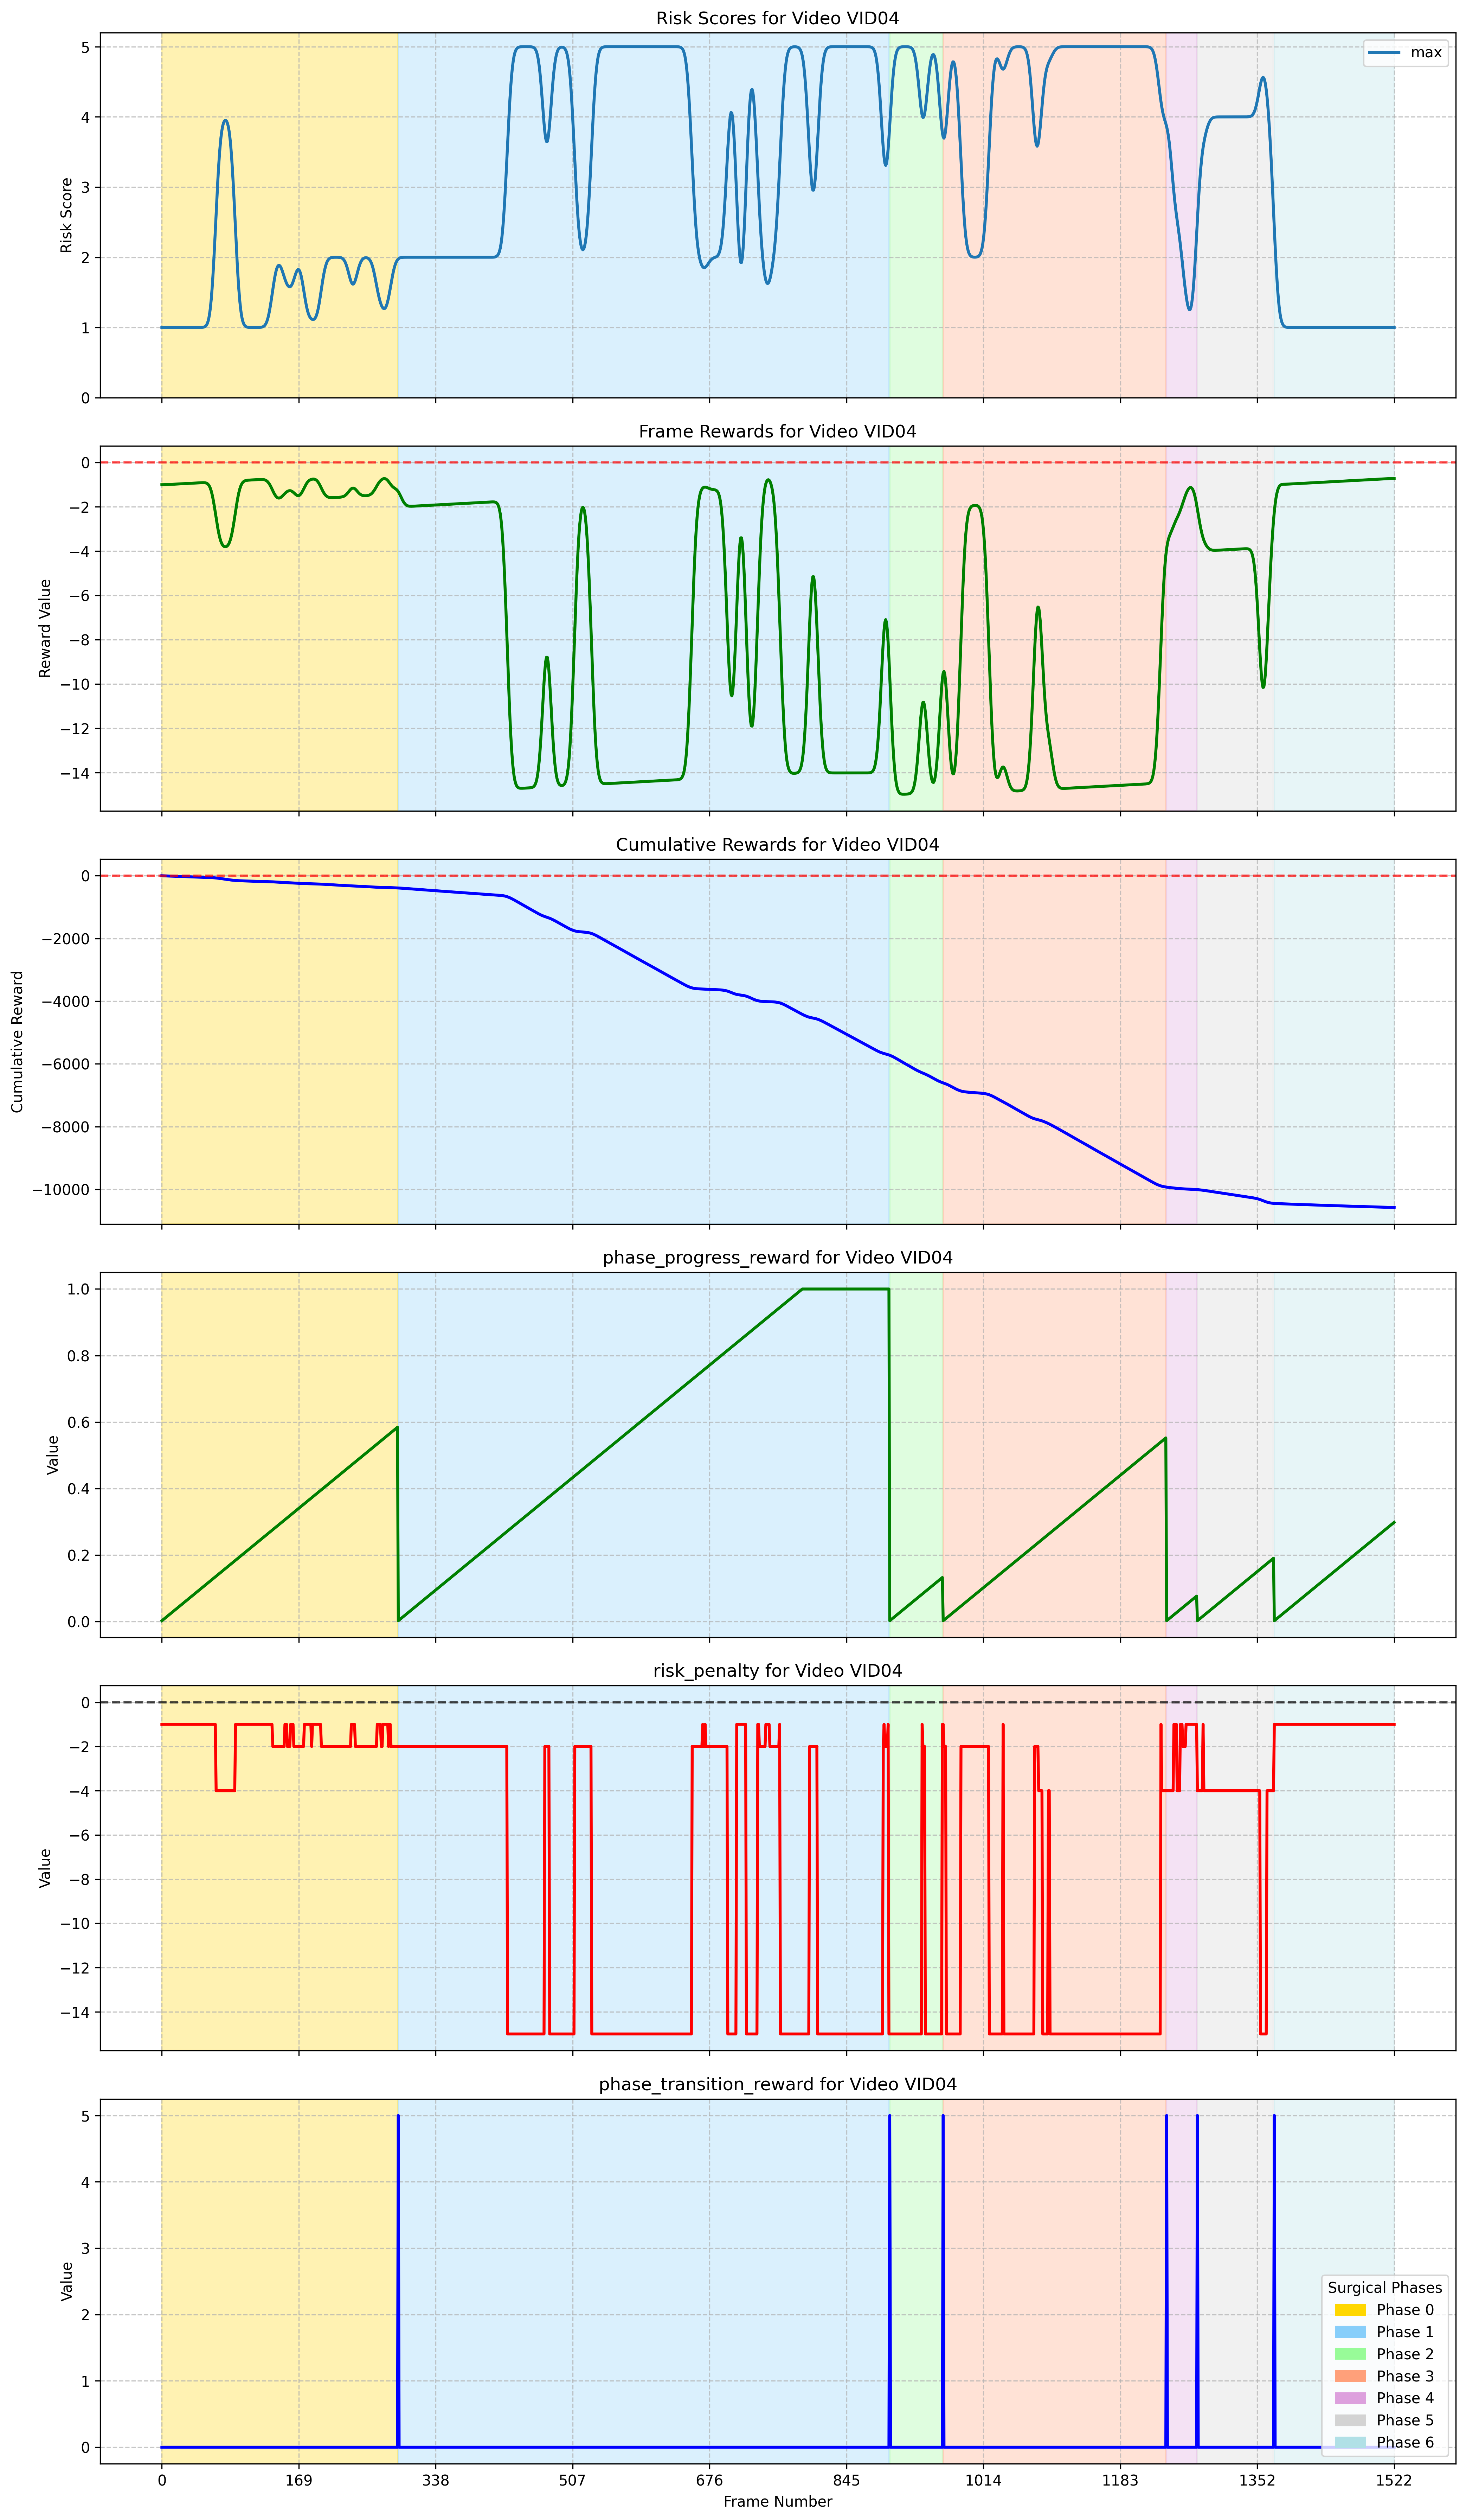 Risk Scores for Video VID04
max
Risk Score
5
4
3
2
1
0
Frame Rewards for Video VID04
Reward Value
0
−2
−4
−6
−8
−10
−12
−14
Cumulative Rewards for Video VID04
Cumulative Reward
0
−2000
−4000
−6000
−8000
−10000
phase_progress_reward for Video VID04
Value
1.0
0.8
0.6
0.4
0.2
0.0
risk_penalty for Video VID04
Value
0
−2
−4
−6
−8
−10
−12
−14
phase_transition_reward for Video VID04
Value
5
4
3
2
1
0
Surgical Phases
Phase 0
Phase 1
Phase 2
Phase 3
Phase 4
Phase 5
Phase 6
0 169 338 507 676 845 1014 1183 1352 1522
Frame Number